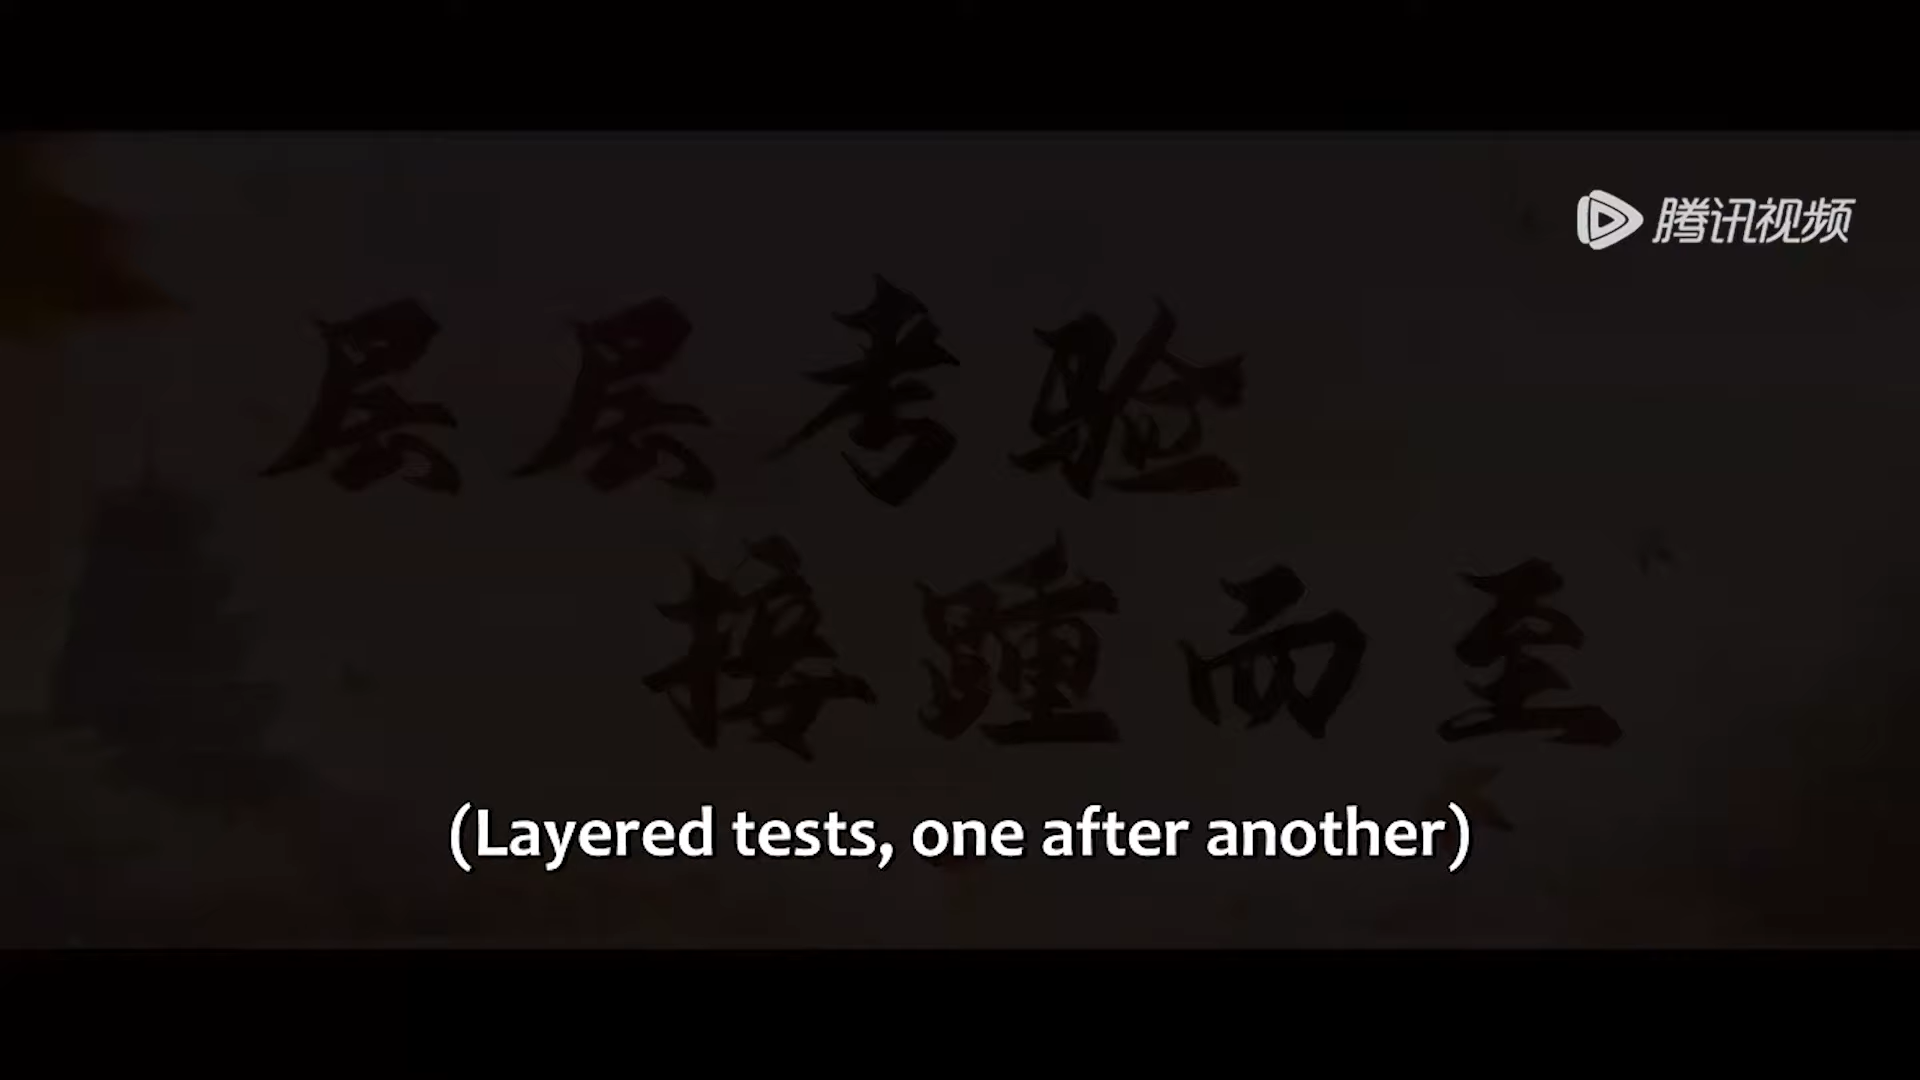 腾讯视频
层层考验
接踵而至
(Layered tests, one after another)